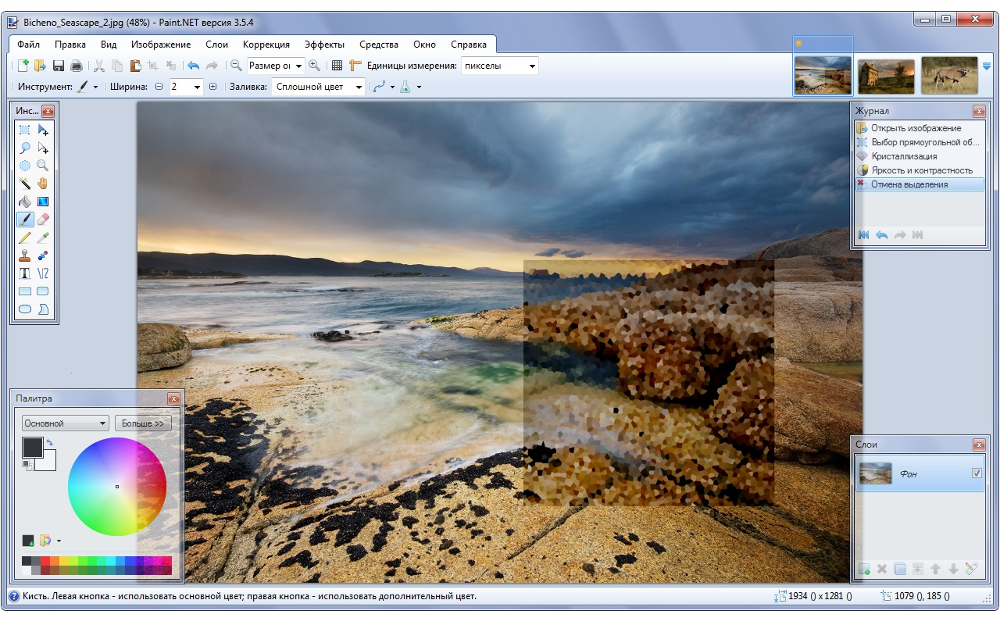 Bicheno_Seascape_2.jpg (48%) - Paint.NET версия 3.5.4
Файл Правка Вид Изображение Слои Коррекция Эффекты Средства Окно Справка
Размер о Единицы измерения: пикселы
Инструмент: Ширина: 2 Заливка: Сплошной цвет
Инс...
Журнал
Открыть изображение
Выбор прямоугольной об...
Кристаллизация
Яркость и контрастность
Отмена выделения
Палитра
Основной Больше >>
Слои
Фон
Кисть. Левая кнопка - использовать основной цвет; правая кнопка - использовать дополнительный цвет. 1934 () x 1281 () 1079 (), 185 ()